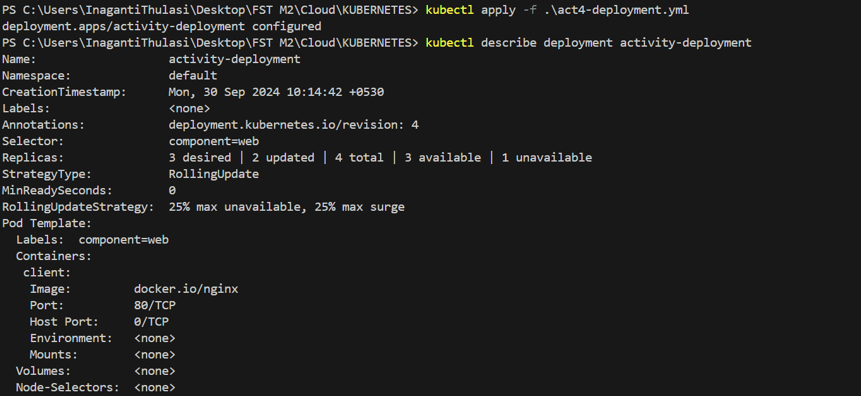 PS C:\Users\InagantiThulasi\Desktop\FST M2\Cloud\KUBERNETES> kubectl apply -f .\act4-deployment.yml
deployment.apps/activity-deployment configured
PS C:\Users\InagantiThulasi\Desktop\FST M2\Cloud\KUBERNETES> kubectl describe deployment activity-deployment
Name:                   activity-deployment
Namespace:              default
CreationTimestamp:      Mon, 30 Sep 2024 10:14:42 +0530
Labels:                 <none>
Annotations:            deployment.kubernetes.io/revision: 4
Selector:               component=web
Replicas:               3 desired | 2 updated | 4 total | 3 available | 1 unavailable
StrategyType:           RollingUpdate
MinReadySeconds:        0
RollingUpdateStrategy:  25% max unavailable, 25% max surge
Pod Template:
  Labels:  component=web
  Containers:
   client:
    Image:         docker.io/nginx
    Port:          80/TCP
    Host Port:     0/TCP
    Environment:   <none>
    Mounts:        <none>
  Volumes:         <none>
  Node-Selectors:  <none>